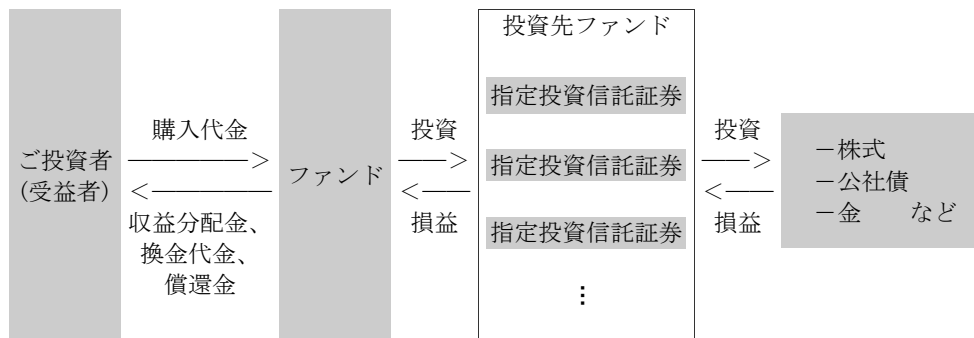 ご投資者
(受益者)
購入代金
収益分配金、
換金代金、
償還金
ファンド
投資
損益
投資先ファンド
指定投資信託証券
指定投資信託証券
指定投資信託証券
⋮
投資
損益
－株式
－公社債
－金　　など